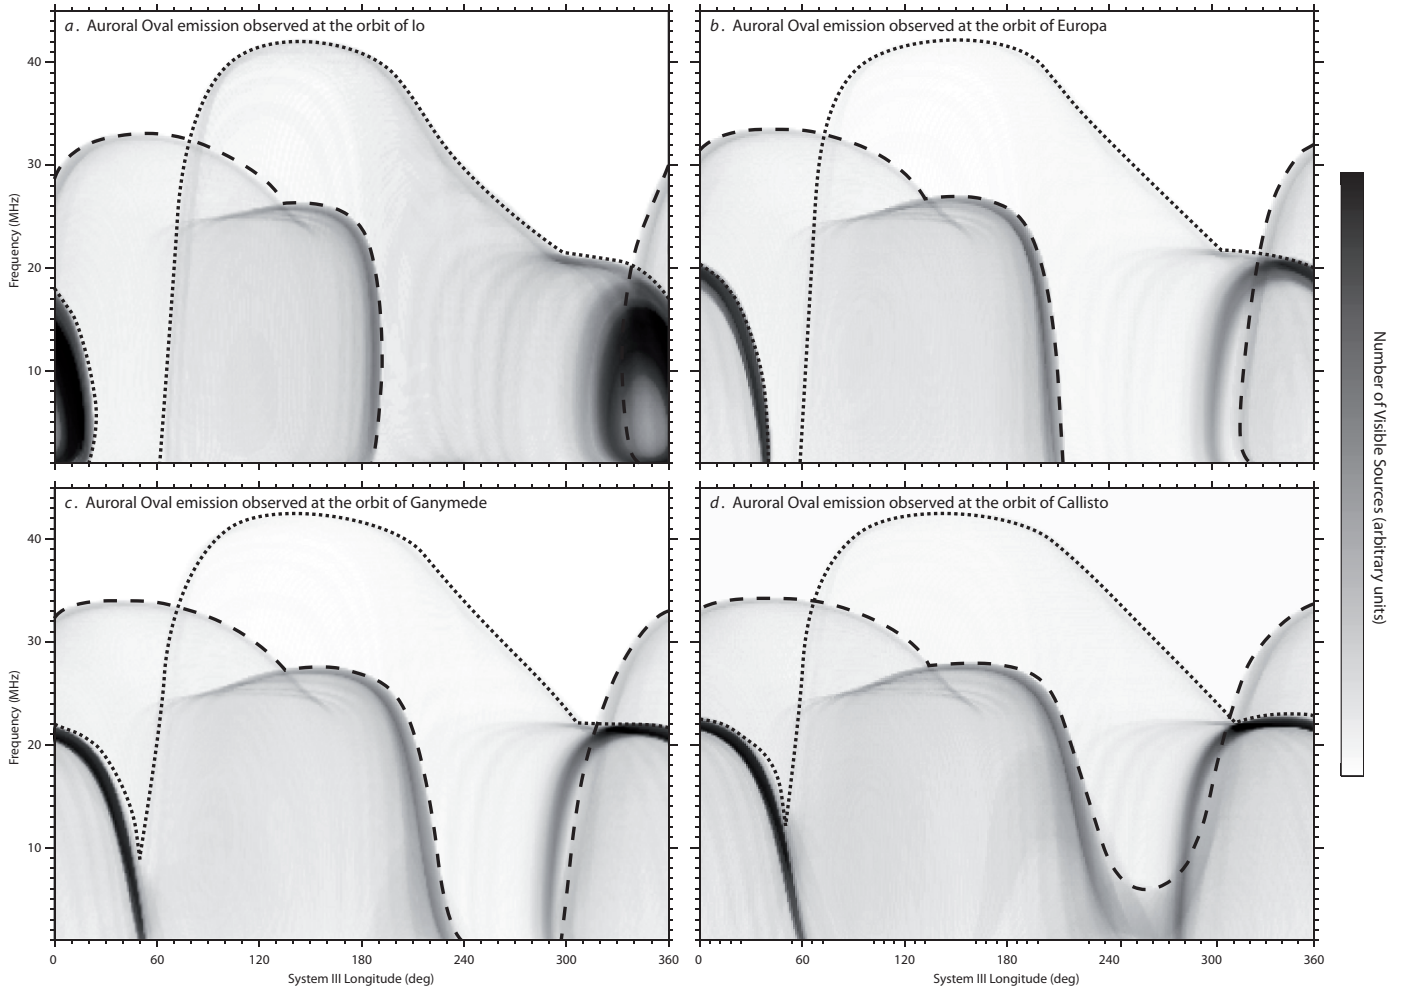 a. Auroral Oval emission observed at the orbit of Io
b. Auroral Oval emission observed at the orbit of Europa
40
30
20
10
Frequency (MHz)
c. Auroral Oval emission observed at the orbit of Ganymede
d. Auroral Oval emission observed at the orbit of Callisto
40
30
20
10
Frequency (MHz)
0 60 120 180 240 300 360
0 60 120 180 240 300 360
System III Longitude (deg)
System III Longitude (deg)
Number of Visible Sources (arbitrary units)